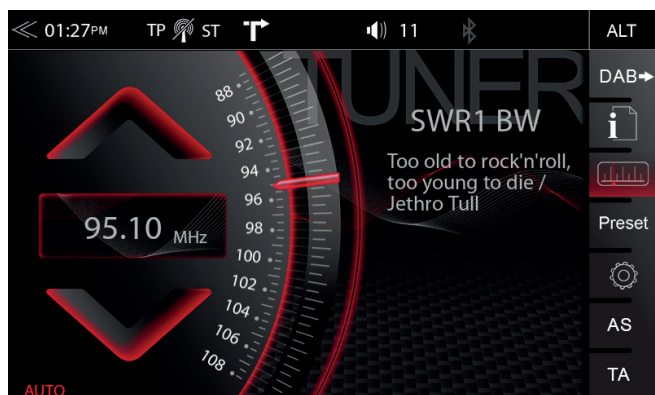 01:27PM TP ST 11 ALT
TUNER
DAB
i
88
90
92
94
96
98
100
102
104
106
108
SWR1 BW
Too old to rock'n'roll,
too young to die /
Jethro Tull
95.10 MHz
Preset
AS
TA
AUTO